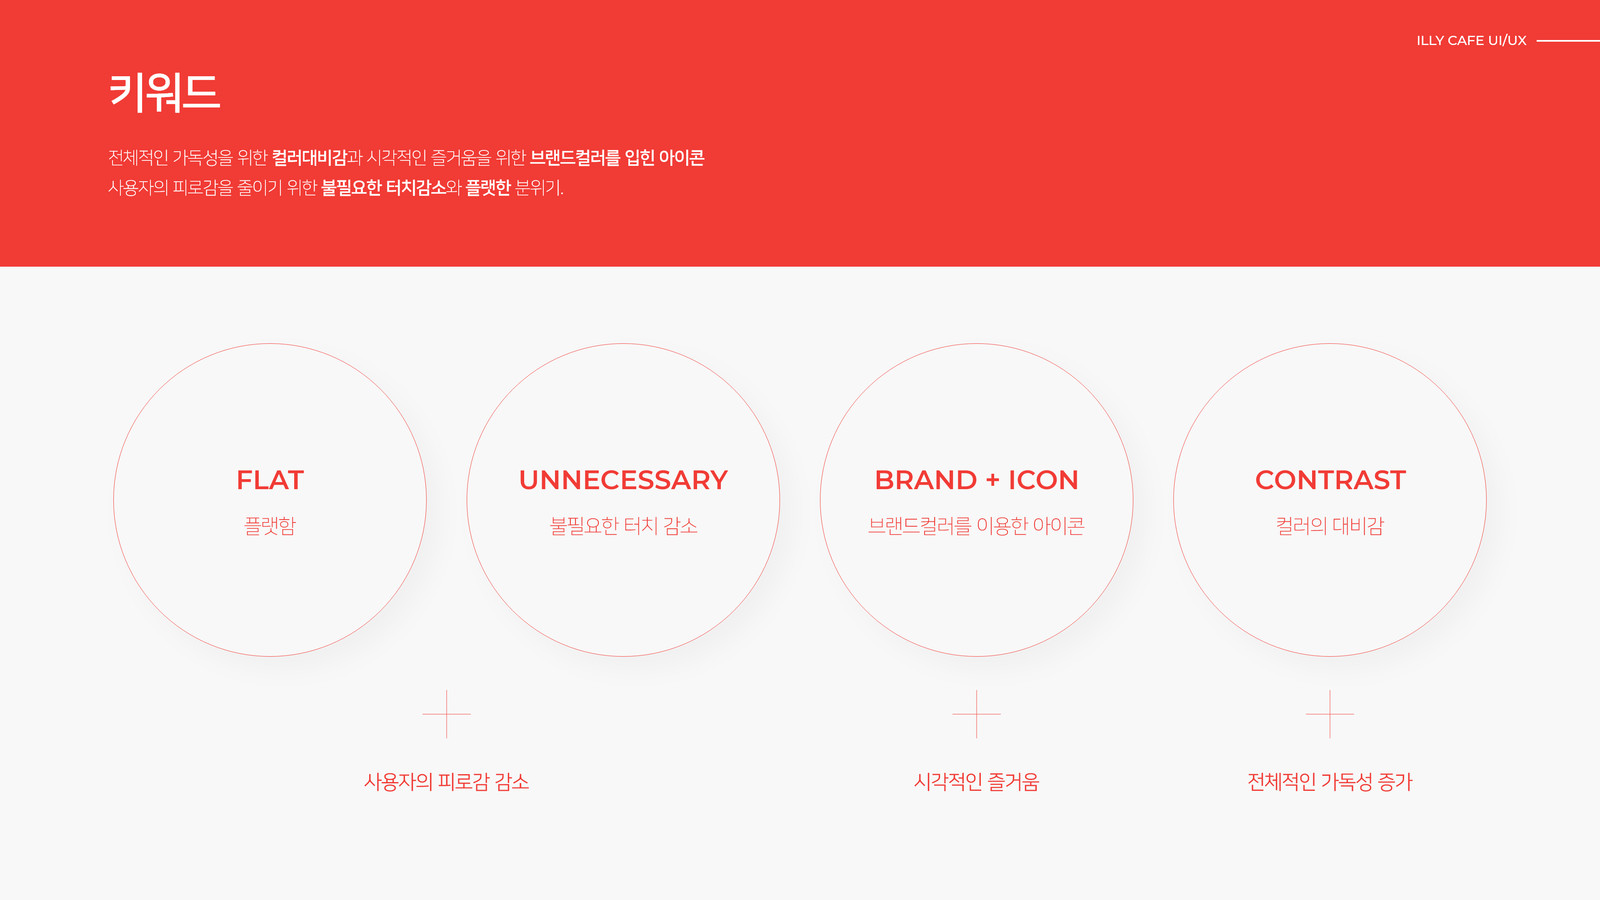 ILLY CAFE UI/UX
키워드
전체적인 가독성을 위한 컬러대비감과 시각적인 즐거움을 위한 브랜드컬러를 입힌 아이콘
사용자의 피로감을 줄이기 위한 불필요한 터치감소와 플랫한 분위기.
FLAT
플랫함
UNNECESSARY
불필요한 터치 감소
BRAND + ICON
브랜드컬러를 이용한 아이콘
CONTRAST
컬러의 대비감
사용자의 피로감 감소
시각적인 즐거움
전체적인 가독성 증가